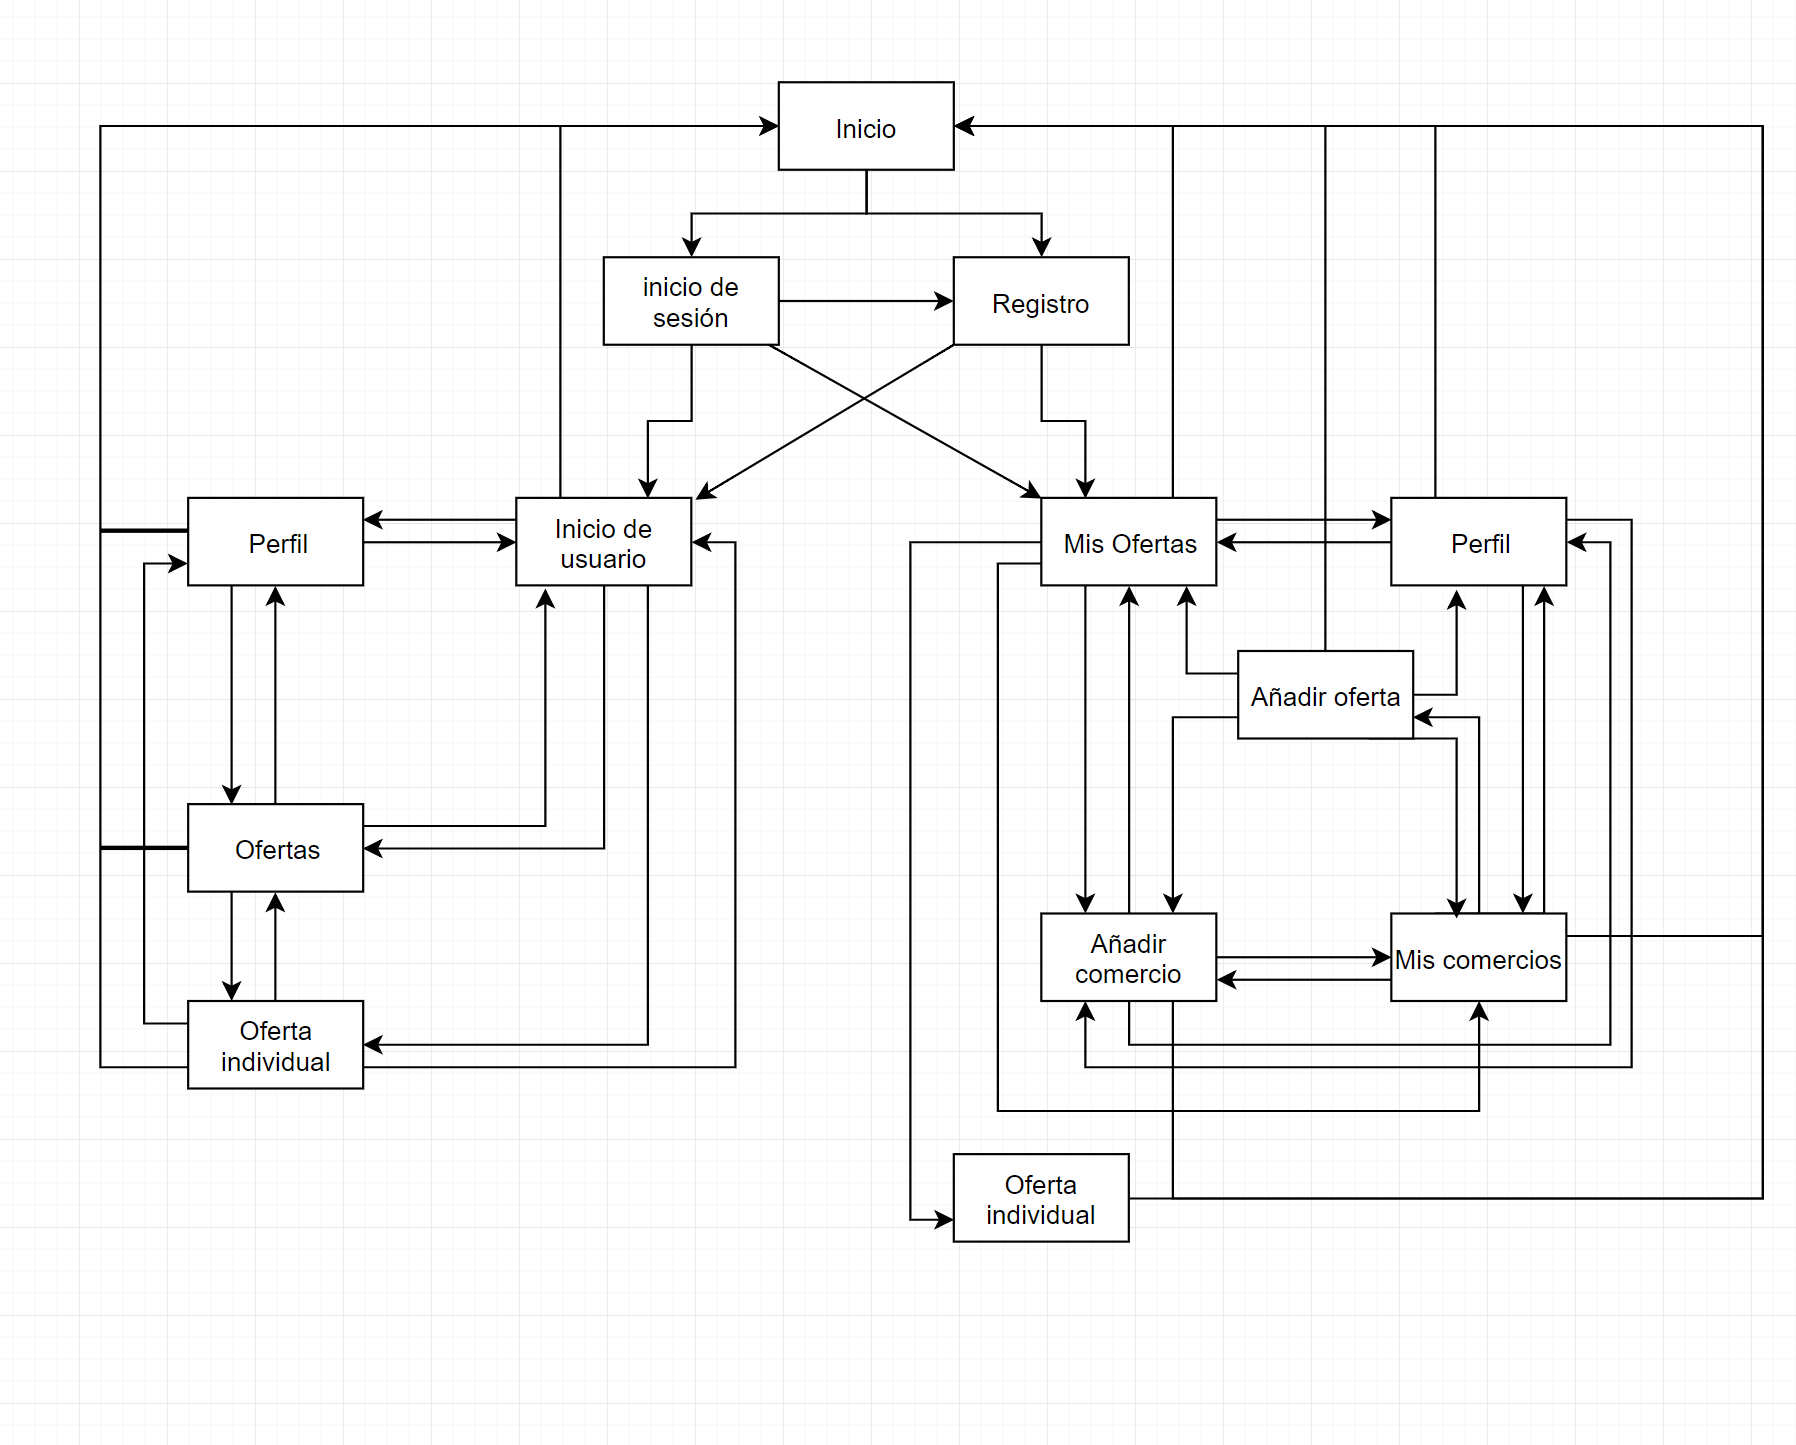 Inicio
inicio de
sesión
Registro
Perfil
Inicio de
usuario
Mis Ofertas
Perfil
Añadir oferta
Ofertas
Añadir
comercio
Mis comercios
Oferta
individual
Oferta
individual